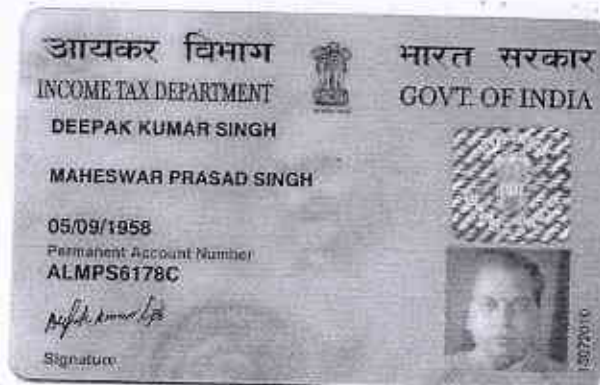 आयकर विभाग
INCOME TAX DEPARTMENT
भारत सरकार
GOVT. OF INDIA
DEEPAK KUMAR SINGH
MAHESWAR PRASAD SINGH
05/09/1958
Permanent Account Number
ALMPS6178C
Signature